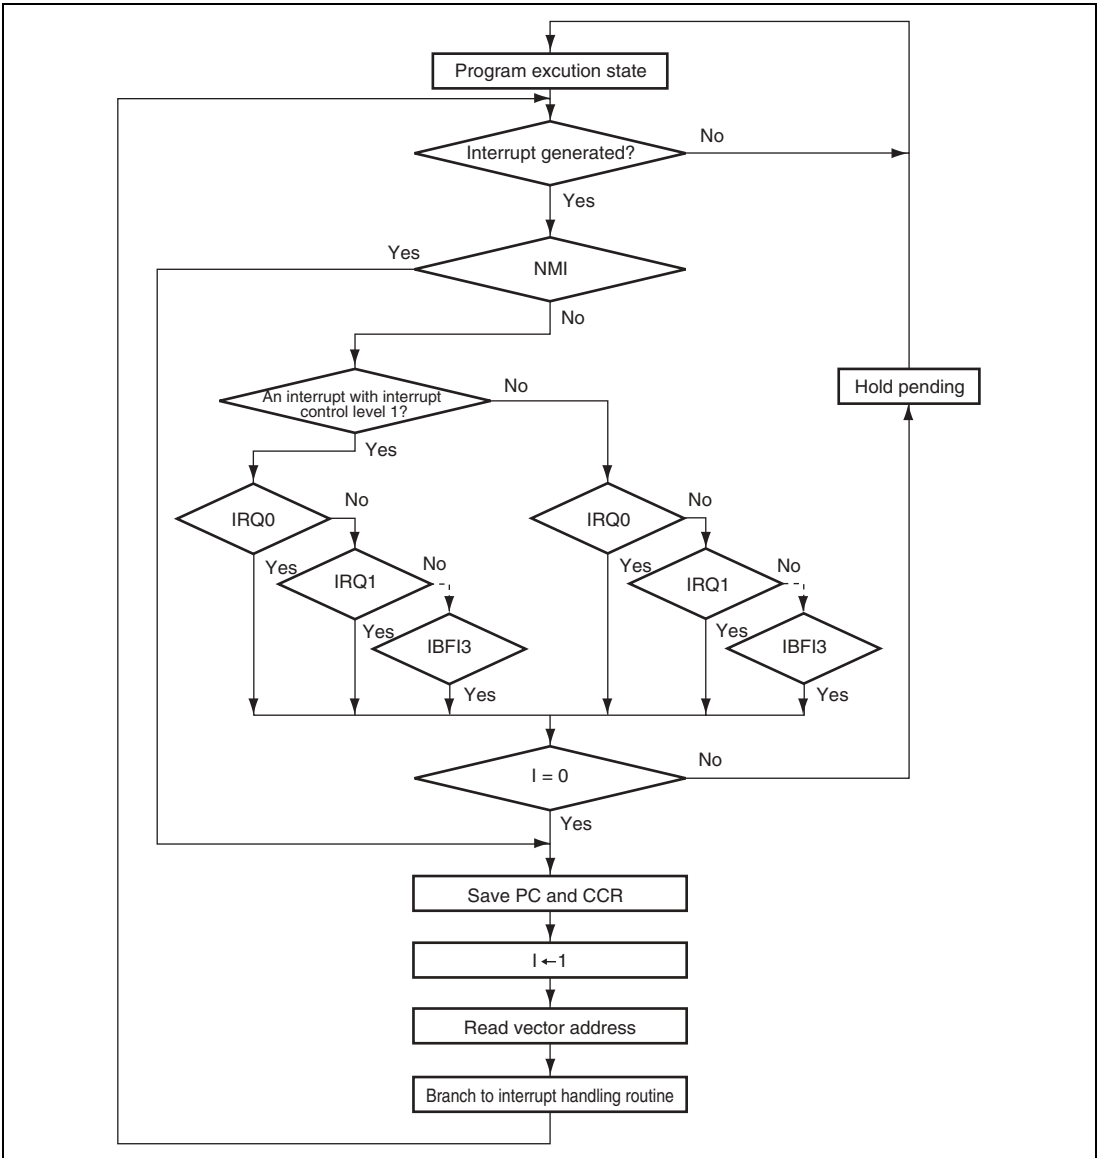 Program excution state
Interrupt generated?
No
Yes
Yes
NMI
No
An interrupt with interrupt
control level 1?
No
Hold pending
Yes
IRQ0
No
IRQ0
No
Yes
IRQ1
No
Yes
IRQ1
No
Yes
IBFI3
Yes
IBFI3
Yes
Yes
I = 0
No
Yes
Save PC and CCR
I ←1
Read vector address
Branch to interrupt handling routine